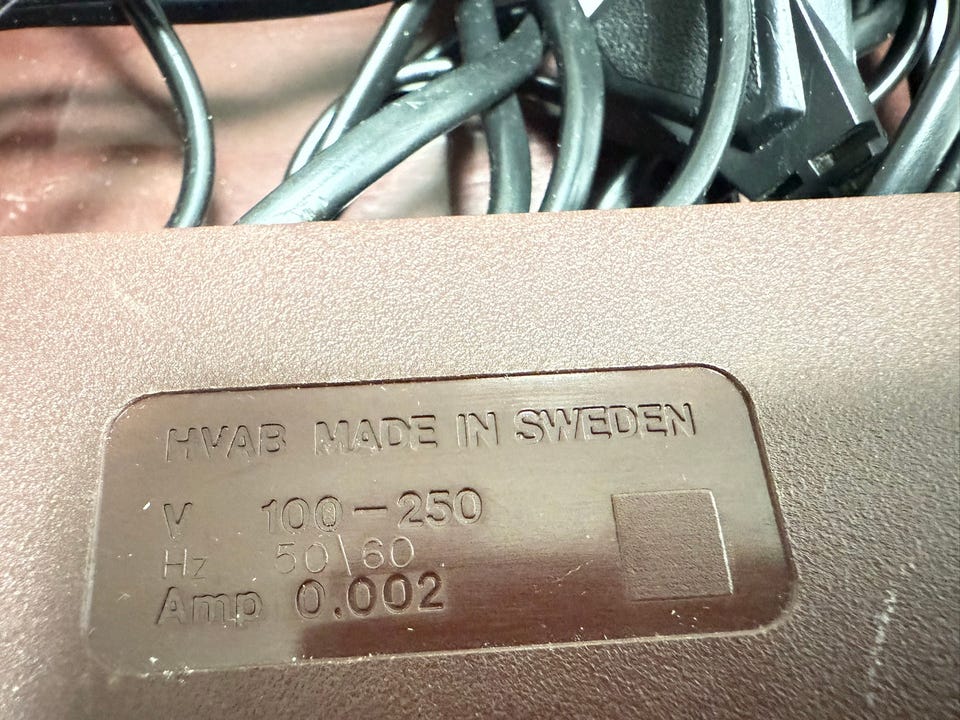 HVAB MADE IN SWEDEN
V 100-250
Hz 50\60
Amp 0.002